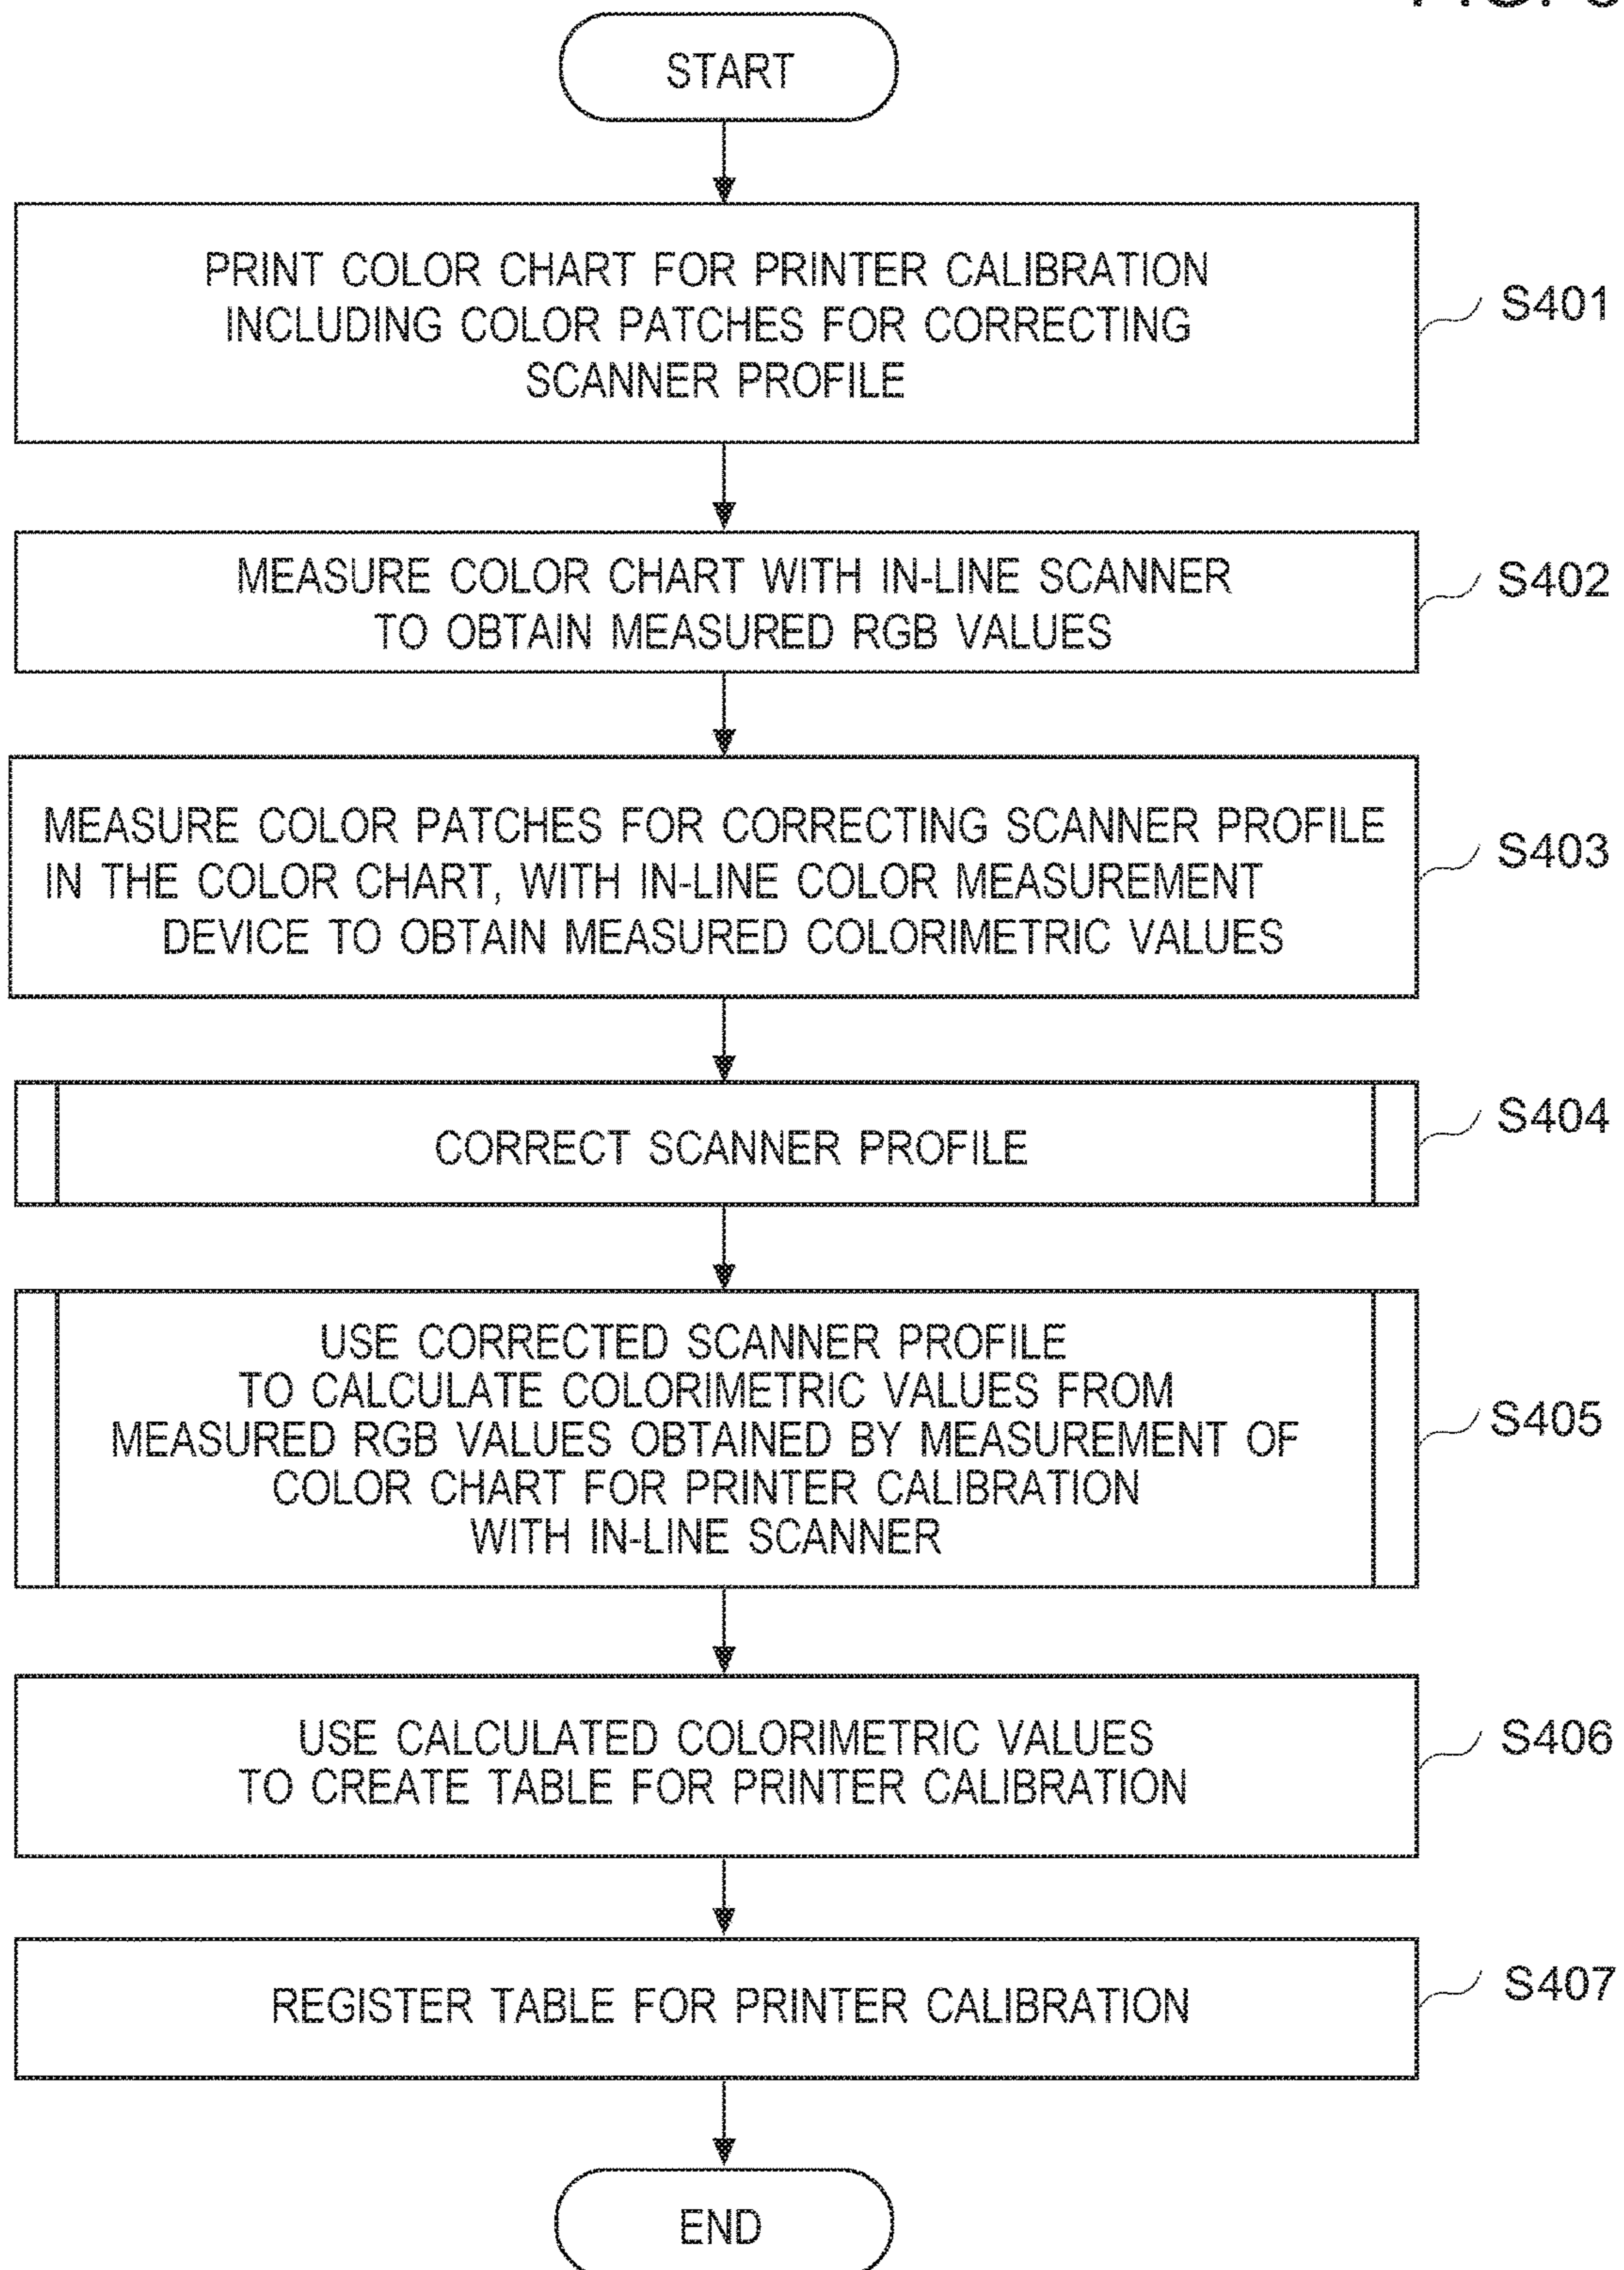 START
PRINT COLOR CHART FOR PRINTER CALIBRATION
INCLUDING COLOR PATCHES FOR CORRECTING
SCANNER PROFILE
S401
MEASURE COLOR CHART WITH IN-LINE SCANNER
TO OBTAIN MEASURED RGB VALUES
S402
MEASURE COLOR PATCHES FOR CORRECTING SCANNER PROFILE
IN THE COLOR CHART, WITH IN-LINE COLOR MEASUREMENT
DEVICE TO OBTAIN MEASURED COLORIMETRIC VALUES
S403
CORRECT SCANNER PROFILE
S404
USE CORRECTED SCANNER PROFILE
TO CALCULATE COLORIMETRIC VALUES FROM
MEASURED RGB VALUES OBTAINED BY MEASUREMENT OF
COLOR CHART FOR PRINTER CALIBRATION
WITH IN-LINE SCANNER
S405
USE CALCULATED COLORIMETRIC VALUES
TO CREATE TABLE FOR PRINTER CALIBRATION
S406
REGISTER TABLE FOR PRINTER CALIBRATION
S407
END